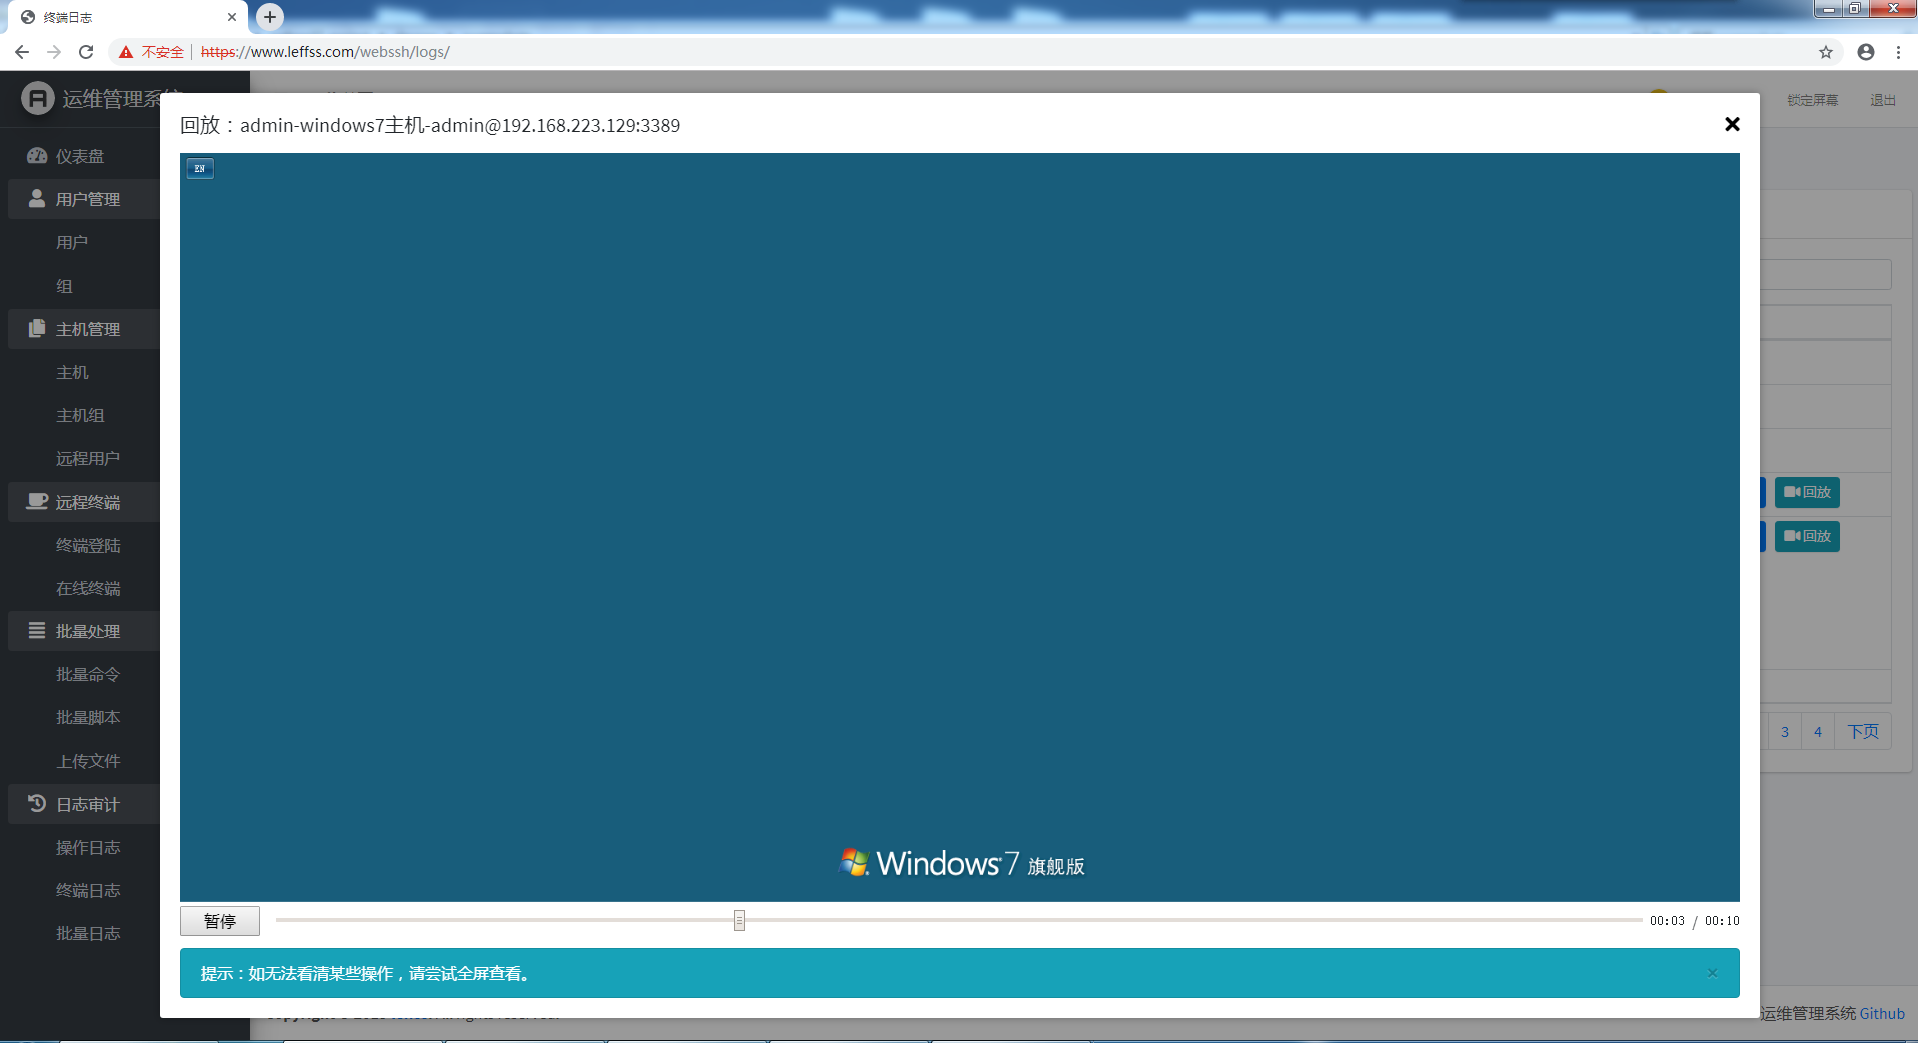 终端日志
不安全 https://www.leffss.com/webssh/logs/
运维管理系统
锁定屏幕 退出
回放：admin-windows7主机-admin@192.168.223.129:3389
EN
仪表盘
用户管理
用户
组
主机管理
主机
主机组
远程用户
远程终端
回放
终端登陆
回放
在线终端
批量处理
批量命令
批量脚本
3 4 下页
上传文件
日志审计
操作日志
Windows 7 旗舰版
终端日志
暂停 00:03 / 00:10
批量日志
提示：如无法看清某些操作，请尝试全屏查看。
运维管理系统 Github